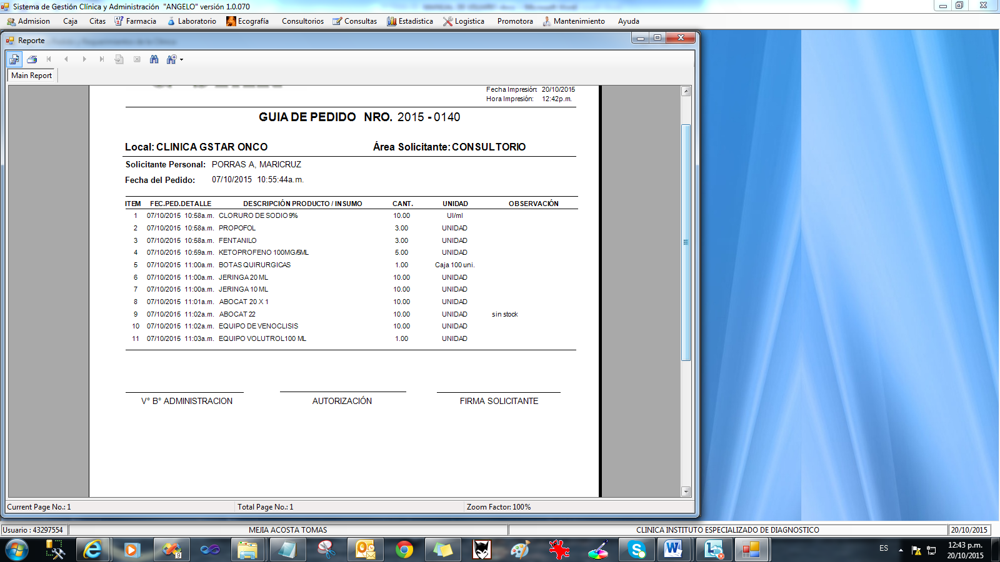 Sistema de Gestión Clínica y Administración "ANGELO" versión 1.0.070
Admision Caja Citas Farmacia Laboratorio Ecografía Consultorios Consultas Estadistica Logistica Promotora Mantenimiento Ayuda
Reporte
Main Report
Fecha Impresión: 20/10/2015
Hora Impresión: 12:42p.m.
GUIA DE PEDIDO NRO. 2015 - 0140
Local: CLINICA GSTAR ONCO Área Solicitante: CONSULTORIO
Solicitante Personal: PORRAS A, MARICRUZ
Fecha del Pedido: 07/10/2015 10:55:44a.m.
ITEM FEC.PED.DETALLE DESCRIPCIÓN PRODUCTO / INSUMO CANT. UNIDAD OBSERVACIÓN
1 07/10/2015 10:58a.m. CLORURO DE SODIO 9% 10.00 UI/ml
2 07/10/2015 10:58a.m. PROPOFOL 3.00 UNIDAD
3 07/10/2015 10:58a.m. FENTANILO 3.00 UNIDAD
4 07/10/2015 10:59a.m. KETOPROFENO 100MG/5ML 5.00 UNIDAD
5 07/10/2015 11:00a.m. BOTAS QUIRURGICAS 1.00 Caja 100 uni.
6 07/10/2015 11:00a.m. JERINGA 20 ML 10.00 UNIDAD
7 07/10/2015 11:00a.m. JERINGA 10 ML 10.00 UNIDAD
8 07/10/2015 11:01a.m. ABOCAT 20 X 1 10.00 UNIDAD
9 07/10/2015 11:02a.m. ABOCAT 22 10.00 UNIDAD sin stock
10 07/10/2015 11:02a.m. EQUIPO DE VENOCLISIS 10.00 UNIDAD
11 07/10/2015 11:03a.m. EQUIPO VOLUTROL 100 ML 1.00 UNIDAD
V° B° ADMINISTRACION AUTORIZACIÓN FIRMA SOLICITANTE
Current Page No.: 1 Total Page No.: 1 Zoom Factor: 100%
Usuario : 43297554 MEJIA ACOSTA TOMAS CLINICA INSTITUTO ESPECIALIZADO DE DIAGNOSTICO 20/10/2015
ES 12:43 p.m.
20/10/2015